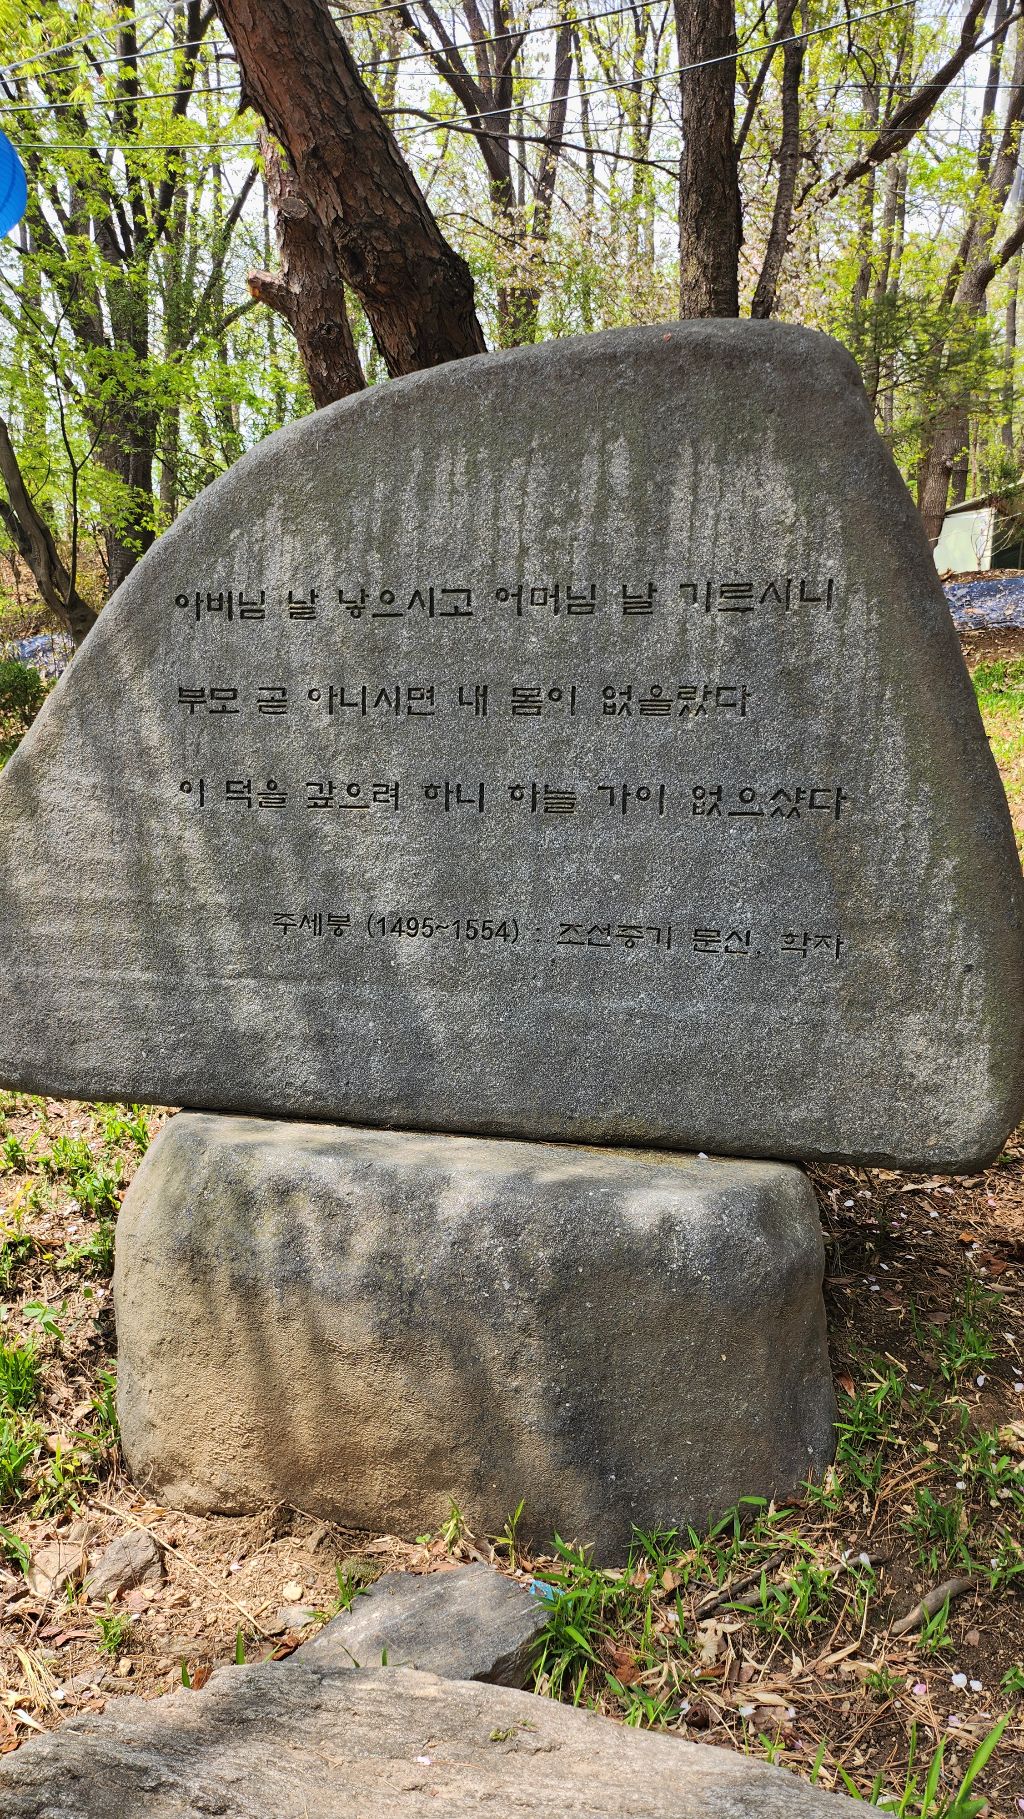 아버님 날 낳으시고 어머님 날 기르시니
부모 곧 아니시면 내 몸이 없을랐다
이 덕을 갚으려 하니 하늘 가이 없으샸다
주세붕 (1495~1554) : 조선중기 문신, 학자